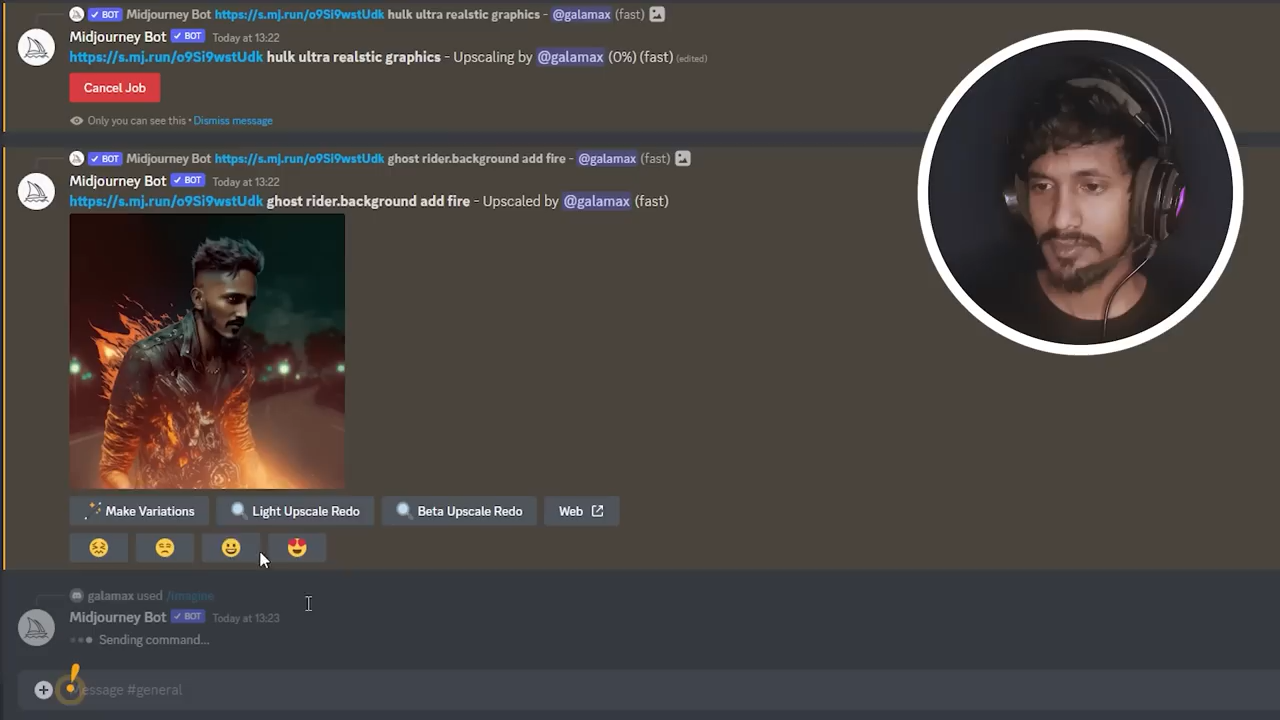 ✓ BOT Midjourney Bot https://s.mj.run/o9Si9wstUdk hulk ultra realstic graphics - @galamax (fast)
Midjourney Bot ✓ BOT Today at 13:22
https://s.mj.run/o9Si9wstUdk hulk ultra realstic graphics - Upscaling by @galamax (0%) (fast) (edited)
Cancel Job
Only you can see this • Dismiss message
✓ BOT Midjourney Bot https://s.mj.run/o9Si9wstUdk ghost rider.background add fire - @galamax (fast)
Midjourney Bot ✓ BOT Today at 13:22
https://s.mj.run/o9Si9wstUdk ghost rider.background add fire - Upscaled by @galamax (fast)
Make Variations Light Upscale Redo Beta Upscale Redo Web
galamax used /imagine
Midjourney Bot ✓ BOT Today at 13:23
Sending command...
Message #general